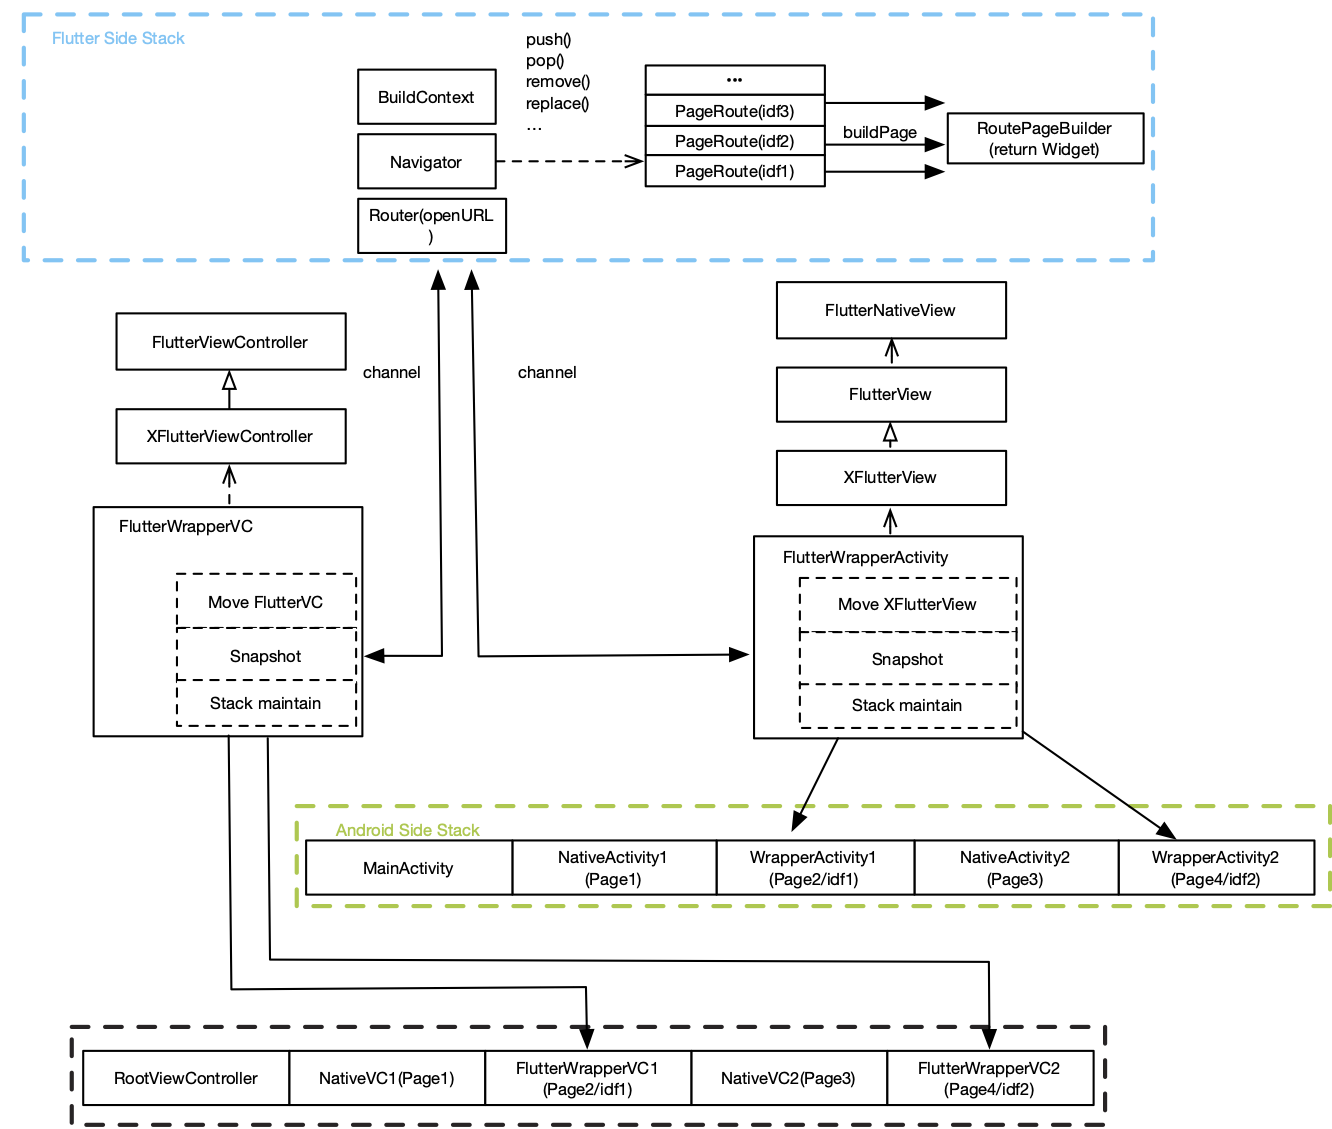 Flutter Side Stack
push()
pop()
remove()
replace()
...
BuildContext
Navigator
Router(openURL
)
...
PageRoute(idf3)
PageRoute(idf2)
PageRoute(idf1)
buildPage
RoutePageBuilder
(return Widget)
FlutterViewController
XFlutterViewController
FlutterWrapperVC
Move FlutterVC
Snapshot
Stack maintain
channel
channel
FlutterNativeView
FlutterView
XFlutterView
FlutterWrapperActivity
Move XFlutterView
Snapshot
Stack maintain
Android Side Stack
MainActivity
NativeActivity1
(Page1)
WrapperActivity1
(Page2/idf1)
NativeActivity2
(Page3)
WrapperActivity2
(Page4/idf2)
RootViewController
NativeVC1(Page1)
FlutterWrapperVC1
(Page2/idf1)
NativeVC2(Page3)
FlutterWrapperVC2
(Page4/idf2)